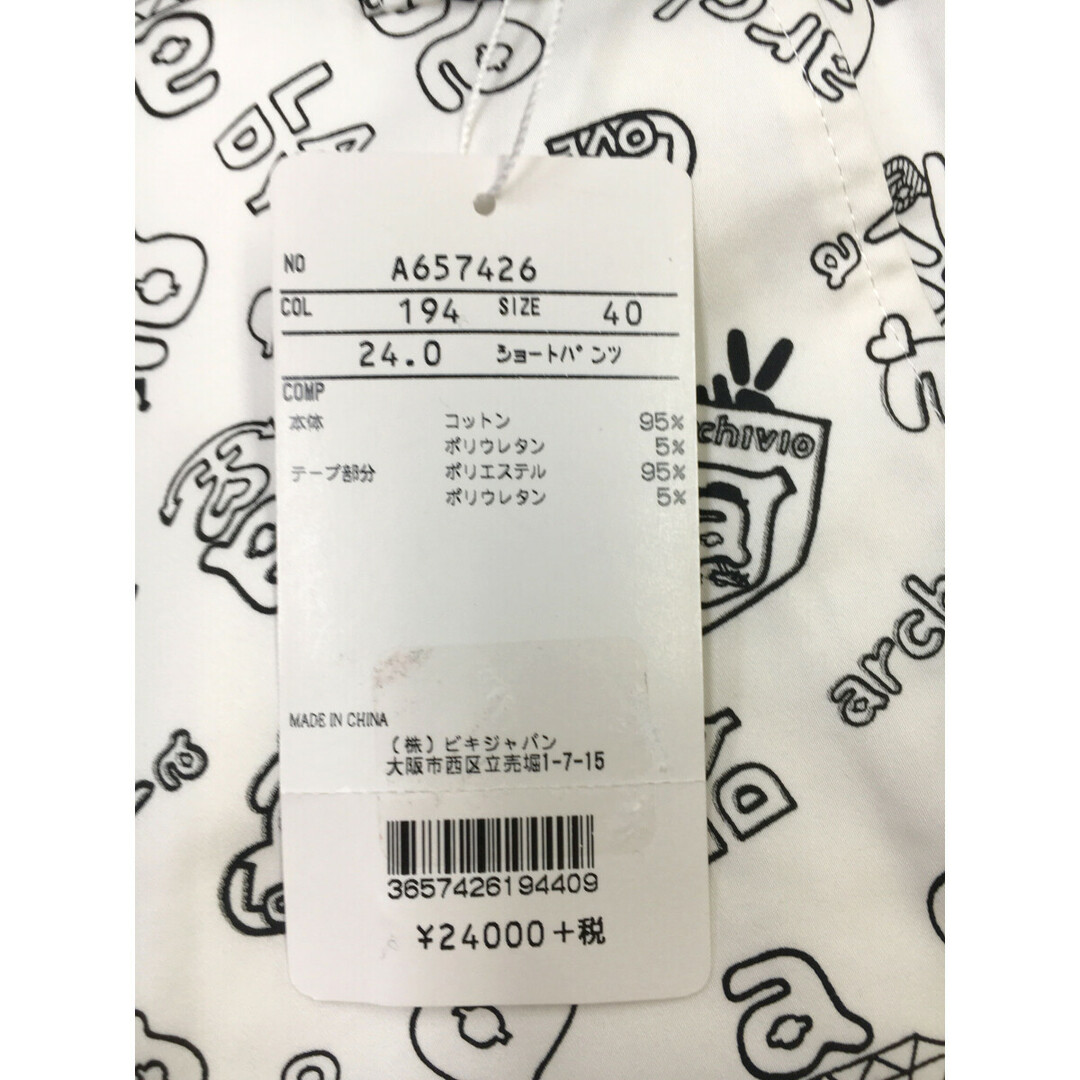 LOVE
NO A657426
COL 194 SIZE 40
24.0 ショートパンツ
COMP
本体 コットン 95%
ポリウレタン 5%
テープ部分 ポリエステル 95%
ポリウレタン 5%
MADE IN CHINA
(株)ビキジャパン
大阪市西区立売堀1-7-15
3657426194409
¥24000+税
chivio
arch